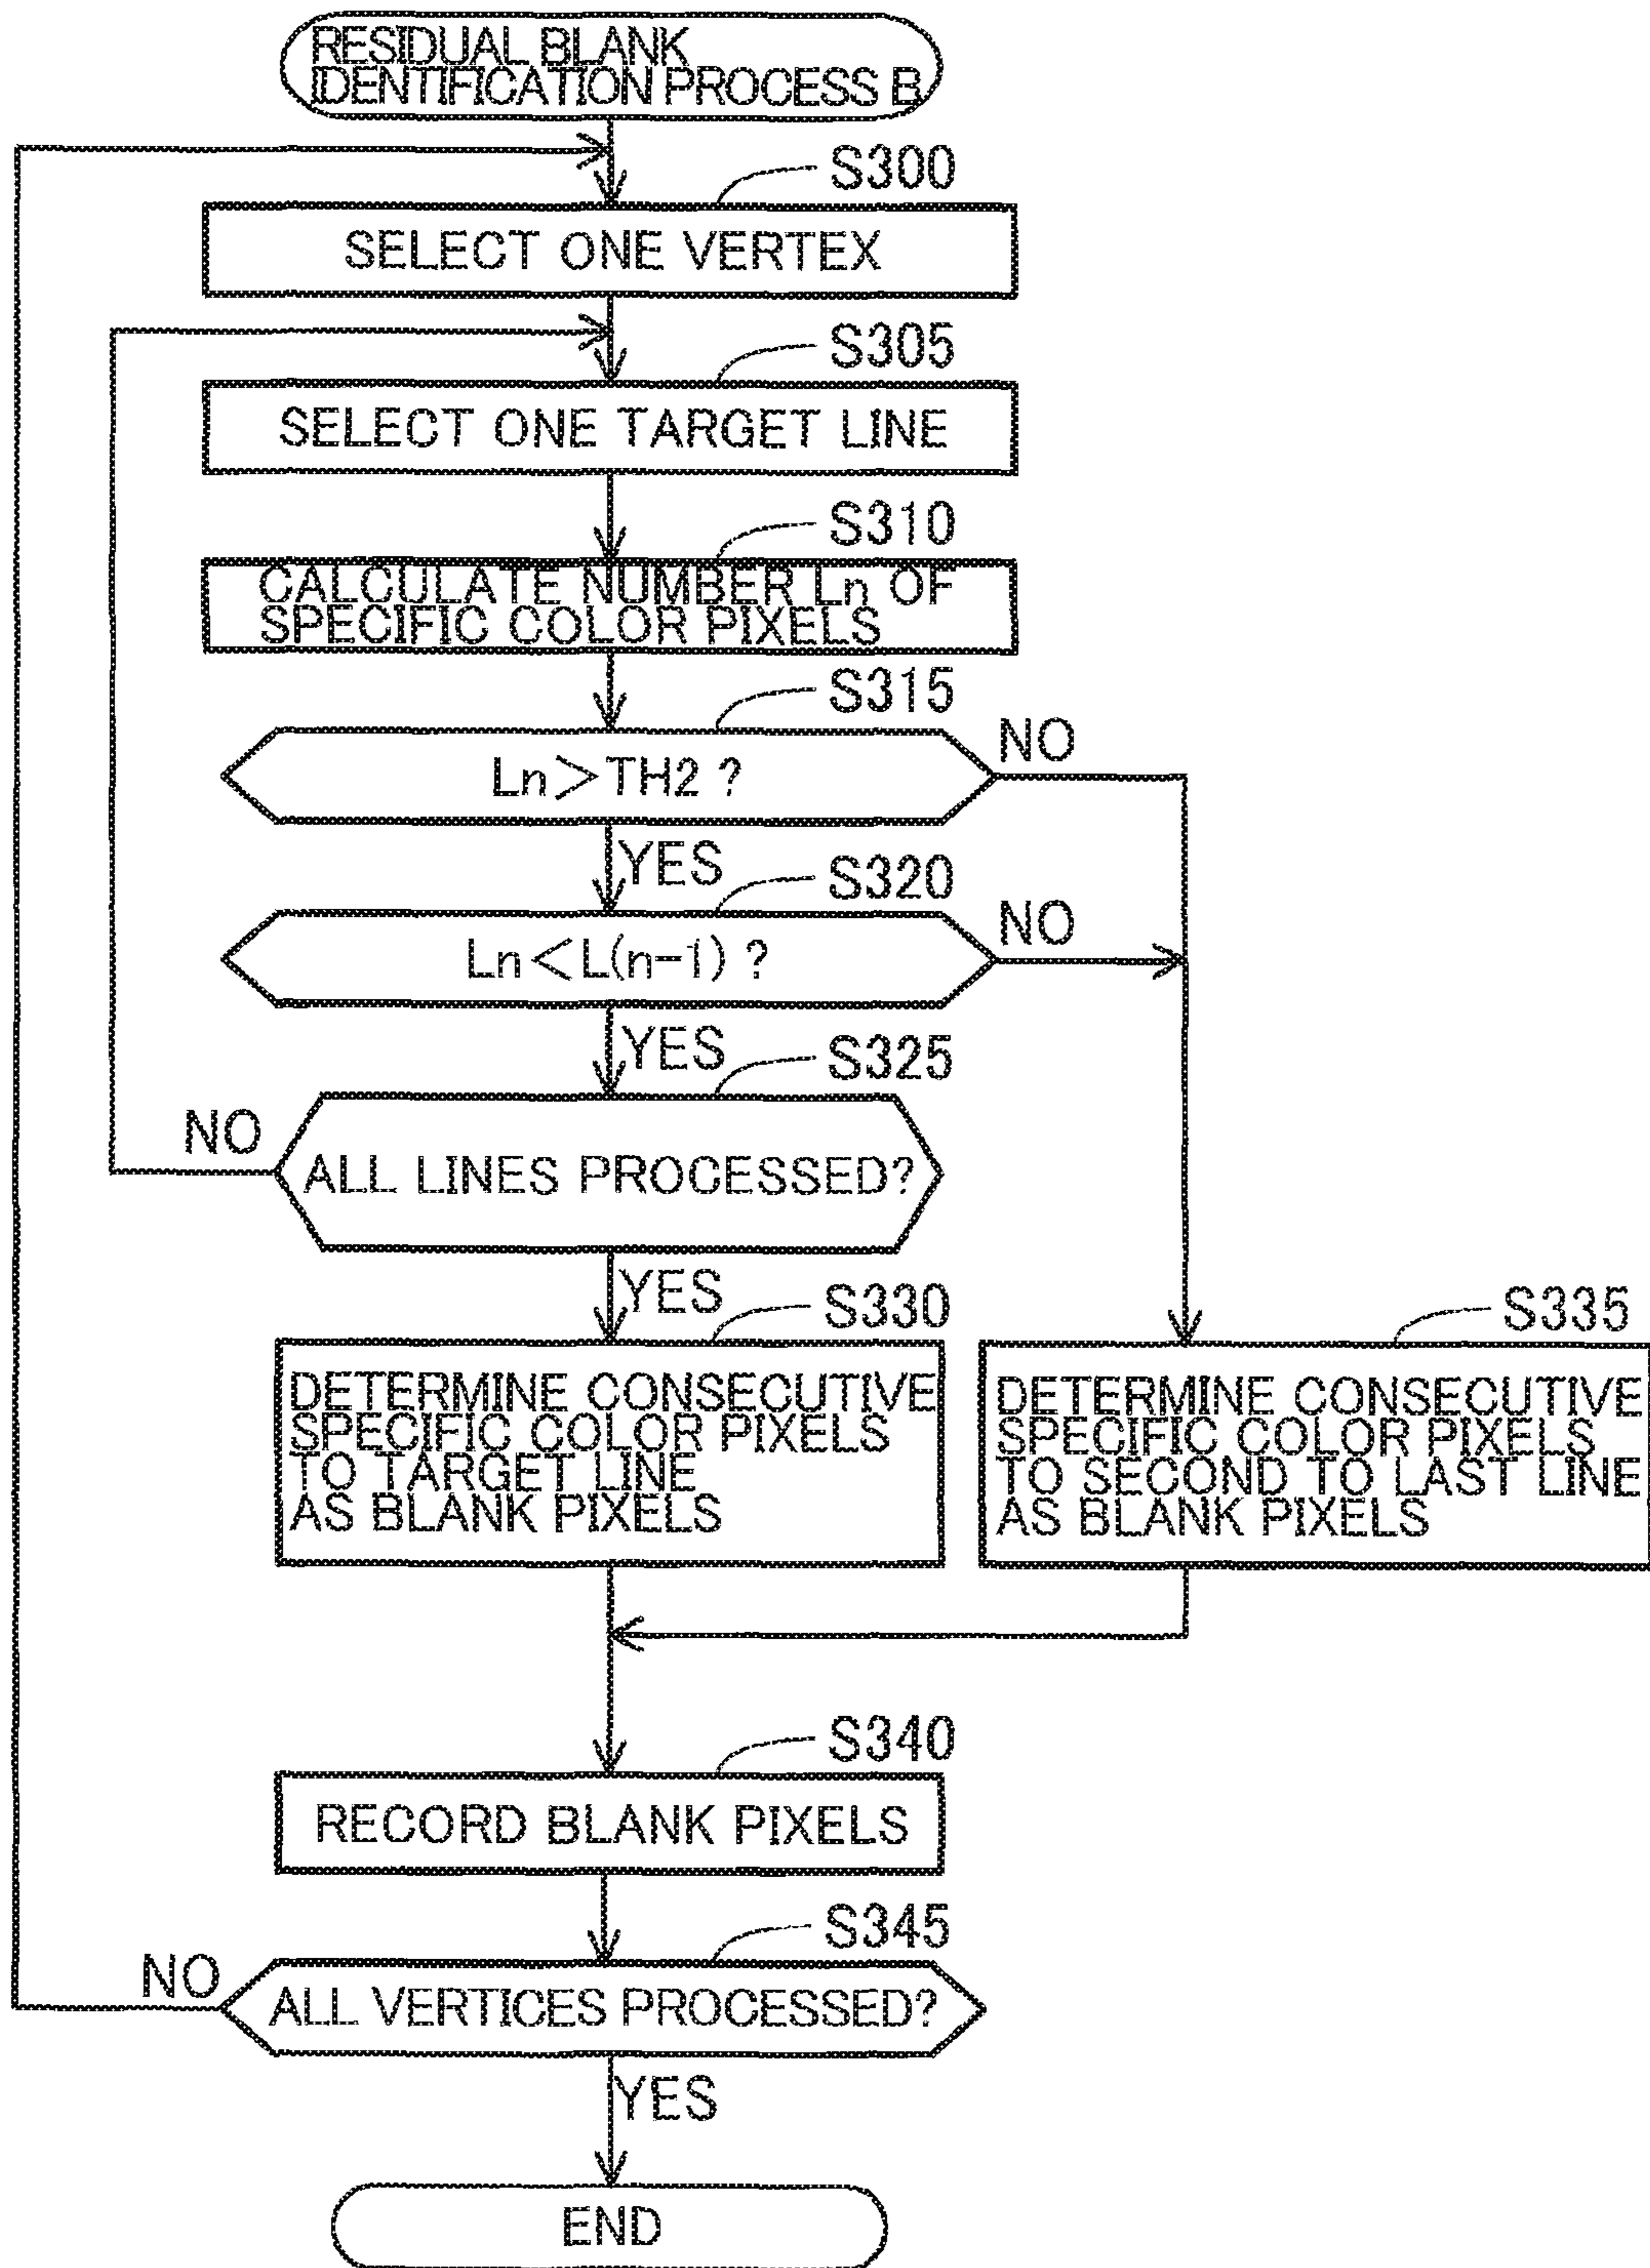 RESIDUAL BLANK
IDENTIFICATION PROCESS B
S300
SELECT ONE VERTEX
S305
SELECT ONE TARGET LINE
S310
CALCULATE NUMBER Ln OF
SPECIFIC COLOR PIXELS
S315
Ln>TH2 ?
NO
YES
S320
Ln<L(n-1) ?
NO
YES
S325
ALL LINES PROCESSED?
NO
YES
S330
DETERMINE CONSECUTIVE
SPECIFIC COLOR PIXELS
TO TARGET LINE
AS BLANK PIXELS
S335
DETERMINE CONSECUTIVE
SPECIFIC COLOR PIXELS
TO SECOND TO LAST LINE
AS BLANK PIXELS
S340
RECORD BLANK PIXELS
S345
ALL VERTICES PROCESSED?
NO
YES
END